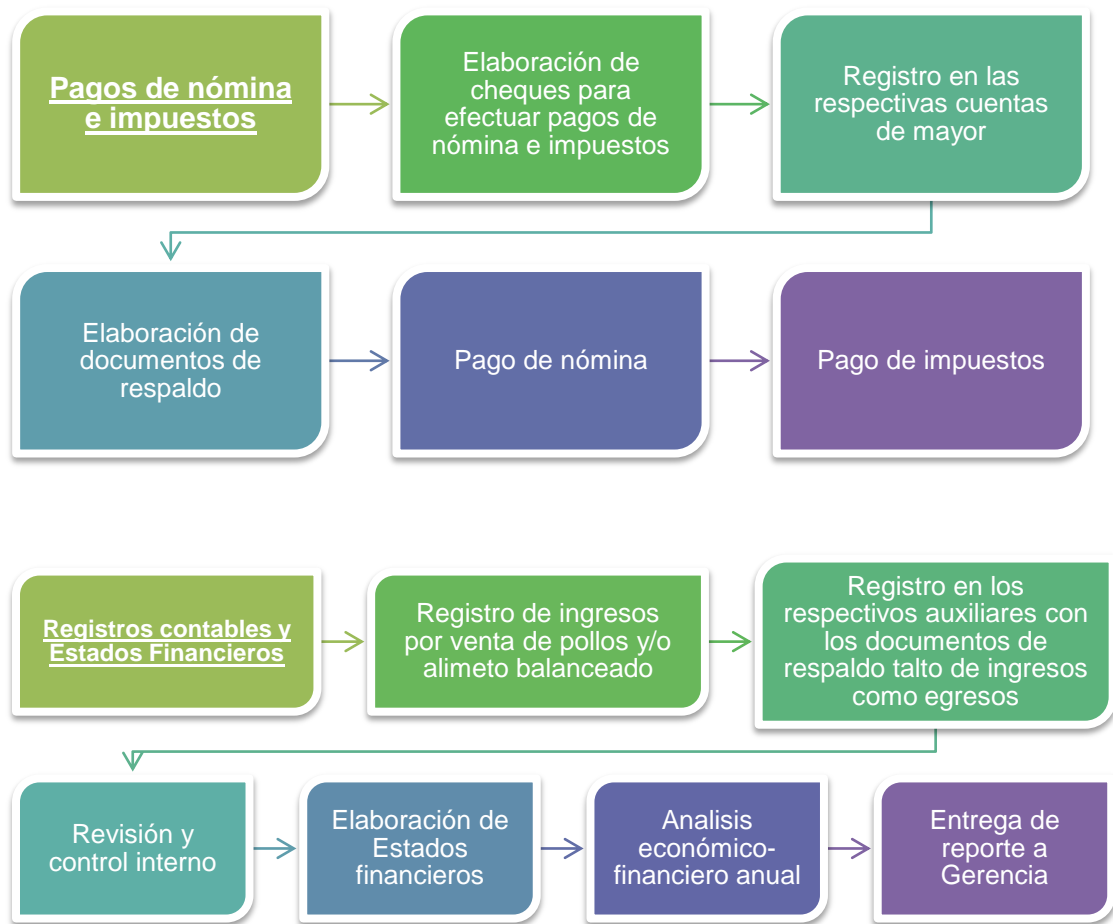 Pagos de nómina
e impuestos
Elaboración de
cheques para
efectuar pagos de
nómina e impuestos
Registro en las
respectivas cuentas
de mayor
Elaboración de
documentos de
respaldo
Pago de nómina
Pago de impuestos
Registros contables y
Estados Financieros
Registro de ingresos
por venta de pollos y/o
alimeto balanceado
Registro en los
respectivos auxiliares con
los documentos de
respaldo talto de ingresos
como egresos
Revisión y
control interno
Elaboración de
Estados
financieros
Analisis
económico-
financiero anual
Entrega de
reporte a
Gerencia